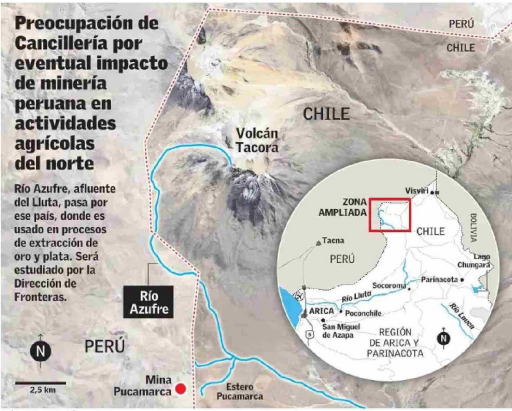 Preocupación de
Cancillería por
eventual impacto
de minería
peruana en
actividades
agrícolas
del norte
Río Azufre, afluente
del Lluta, pasa por
ese país, donde es
usado en procesos
de extracción de
oro y plata. Será
estudiado por la
Dirección de
Fronteras.
PERÚ
CHILE
CHILE
Volcán
Tacora
Río
Azufre
PERÚ
N
2,5 km
Mina
Pucamarca
Estero
Pucamarca
ZONA
AMPLIADA
Visviri
CHILE
BOLIVIA
Tacna
PERÚ
Lago
Chungará
Parinacota
Socoroma
Río Lluta
ARICA
Poconchile
San Miguel
de Azapa
5
Río Lauca
REGIÓN
DE ARICA Y
PARINACOTA
N